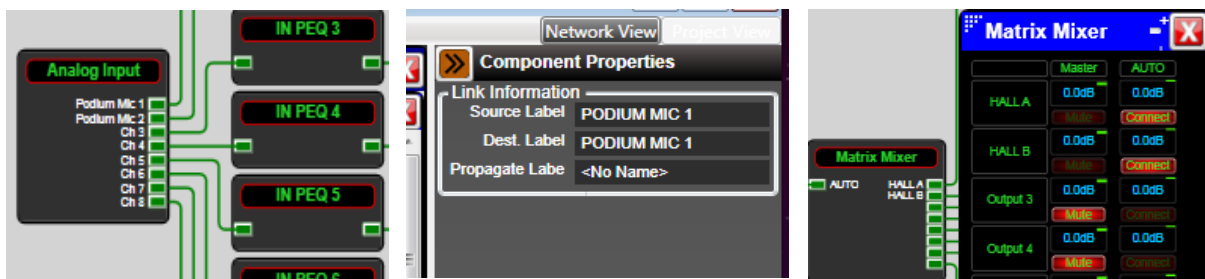 IN PEQ 3
Analog Input
Podium Mic 1
Podium Mic 2
Ch 3
Ch 4
Ch 5
Ch 6
Ch 7
Ch 8
IN PEQ 4
IN PEQ 5
IN PEQ 6
Network View Project View
Component Properties
Link Information
Source Label PODIUM MIC 1
Dest. Label PODIUM MIC 1
Propagate Labe <No Name>
Matrix Mixer
AUTO HALL A
HALL B
Matrix Mixer
Master AUTO
HALL A 0.0dB 0.0dB
Mute Connect
HALL B 0.0dB 0.0dB
Mute Connect
Output 3 0.0dB 0.0dB
Mute Connect
Output 4 0.0dB 0.0dB
Mute Connect